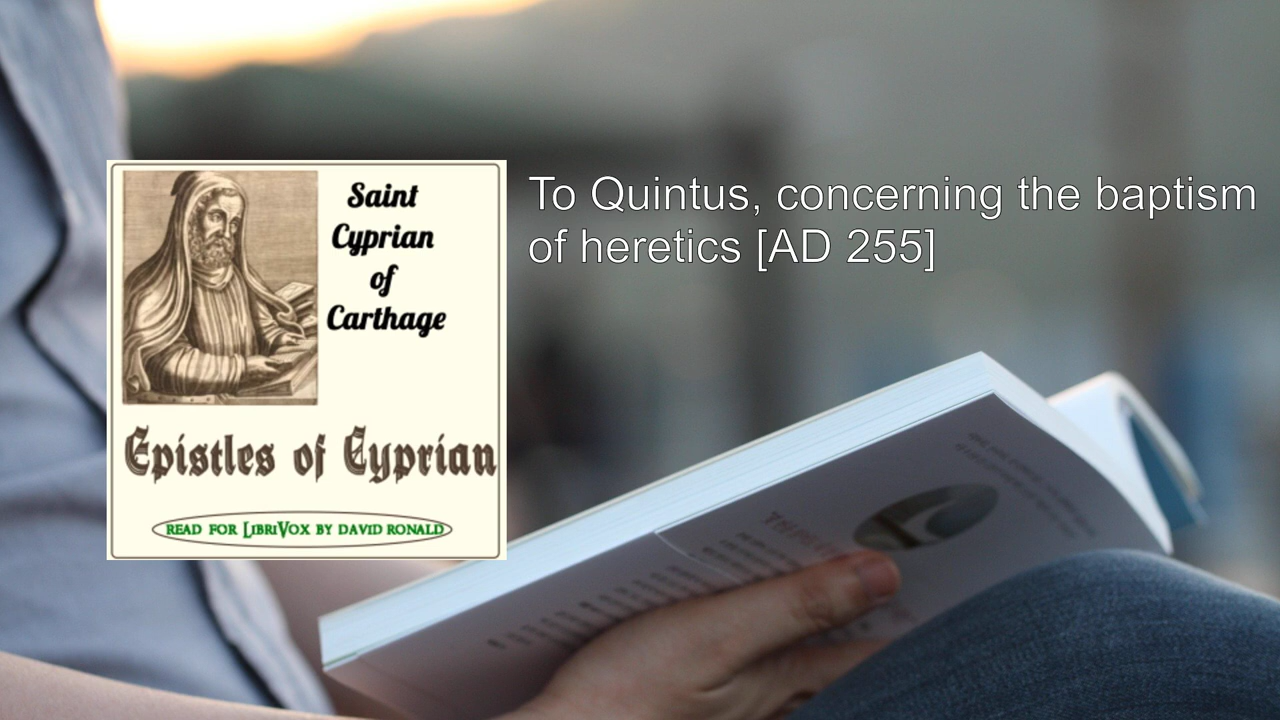 Saint
Cyprian
of
Carthage
Epistles of Cyprian
READ FOR LIBRIVOX BY DAVID RONALD
To Quintus, concerning the baptism
of heretics [AD 255]